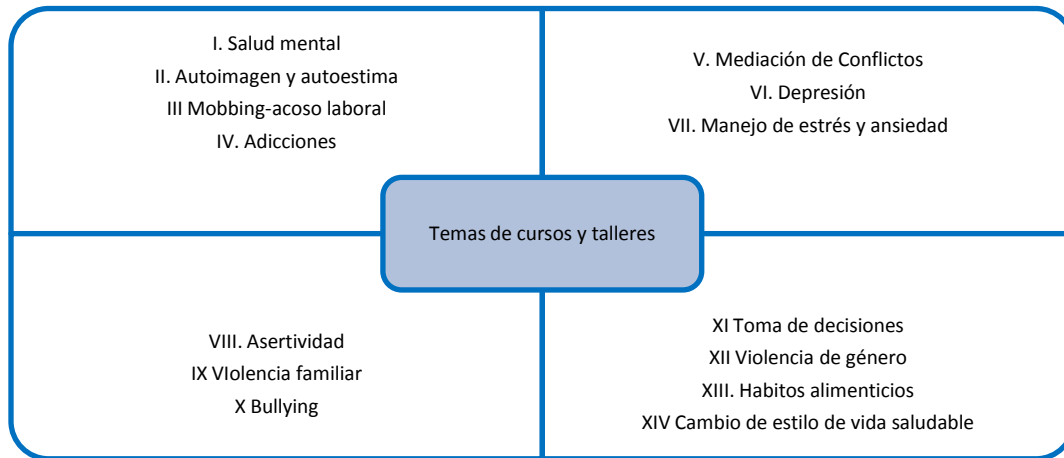 I. Salud mental
II. Autoimagen y autoestima
III Mobbing-acoso laboral
IV. Adicciones
V. Mediación de Conflictos
VI. Depresión
VII. Manejo de estrés y ansiedad
Temas de cursos y talleres
VIII. Asertividad
IX VIolencia familiar
X Bullying
XI Toma de decisiones
XII Violencia de género
XIII. Habitos alimenticios
XIV Cambio de estilo de vida saludable